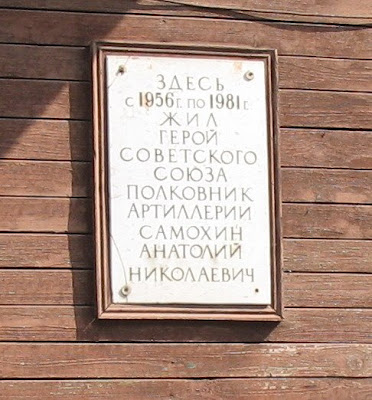 ЗДЕСЬ
с 1956г. по 1981г.
ЖИЛ
ГЕРОЙ
СОВЕТСКОГО
СОЮЗА
ПОЛКОВНИК
АРТИЛЛЕРИИ
САМОХИН
АНАТОЛИЙ
НИКОЛАЕВИЧ